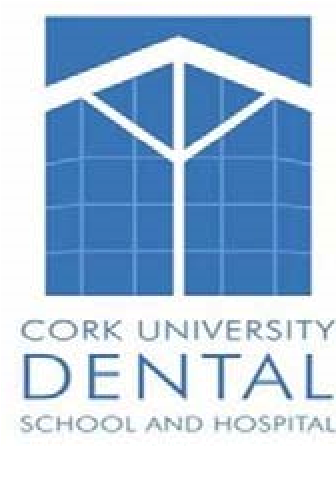 CORK UNIVERSITY
DENTAL
SCHOOL AND HOSPITAL